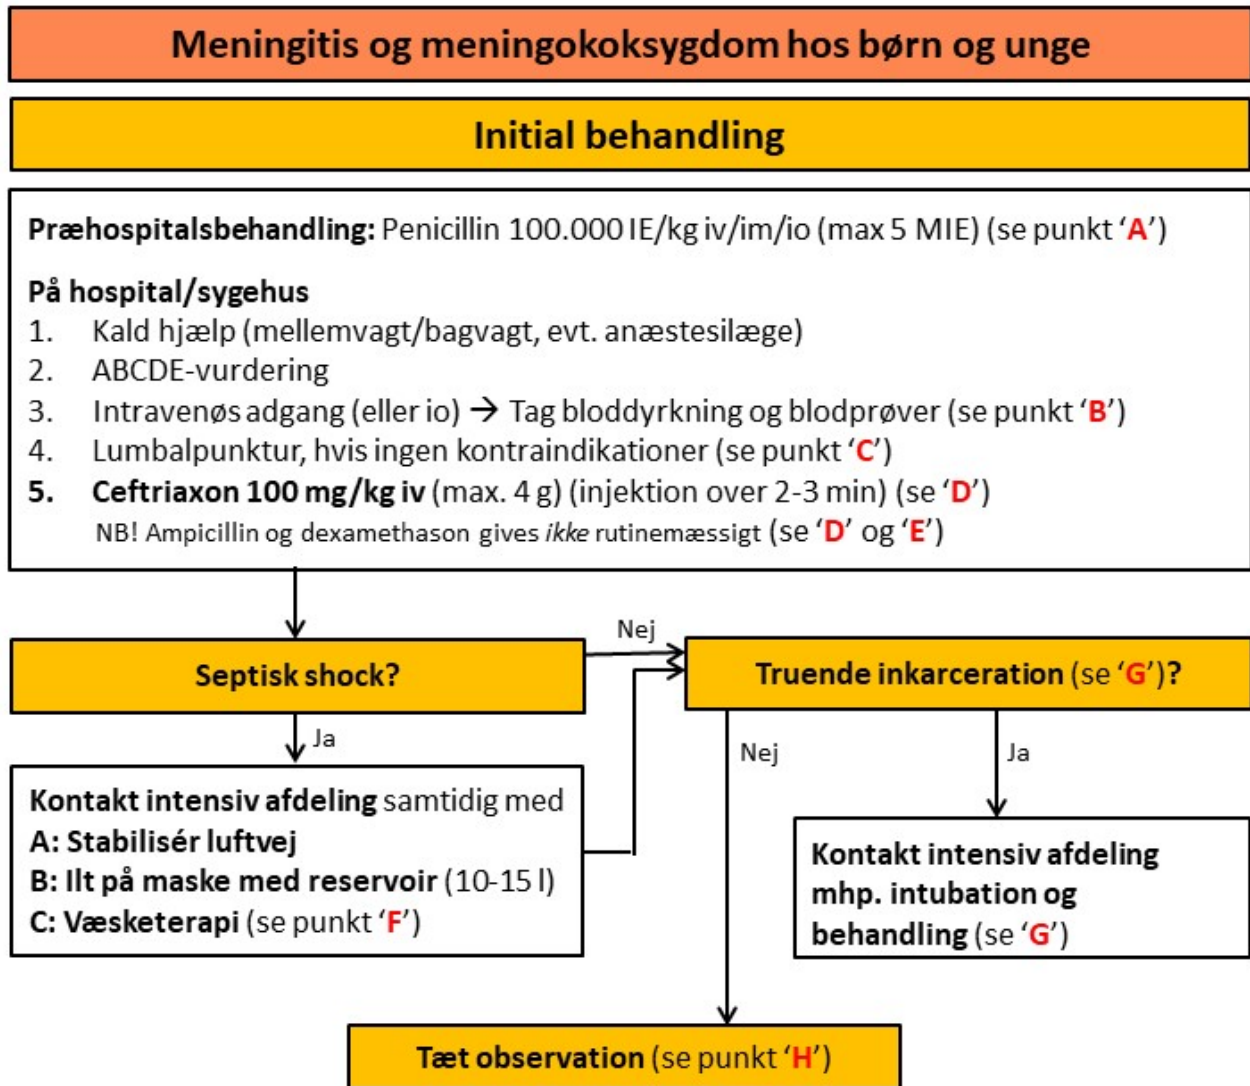 Meningitis og meningokoksygdom hos børn og unge
Initial behandling
Præhospitalsbehandling: Penicillin 100.000 IE/kg iv/im/io (max 5 MIE) (se punkt ‘A’)
På hospital/sygehus
1. Kald hjælp (mellemvagt/bagvagt, evt. anæstesilæge)
2. ABCDE-vurdering
3. Intravenøs adgang (eller io) → Tag bloddyrkning og blodprøver (se punkt ‘B’)
4. Lumbalpunktur, hvis ingen kontraindikationer (se punkt ‘C’)
5. Ceftriaxon 100 mg/kg iv (max. 4 g) (injektion over 2-3 min) (se ‘D’)
NB! Ampicillin og dexamethason gives ikke rutinemæssigt (se ‘D’ og ‘E’)
Septisk shock?
Nej
Truende inkarceration (se ‘G’)?
Ja
Nej
Ja
Kontakt intensiv afdeling samtidig med
A: Stabilisér luftvej
B: Ilt på maske med reservoir (10-15 l)
C: Væsketerapi (se punkt ‘F’)
Kontakt intensiv afdeling
mhp. intubation og
behandling (se ‘G’)
Tæt observation (se punkt ‘H’)